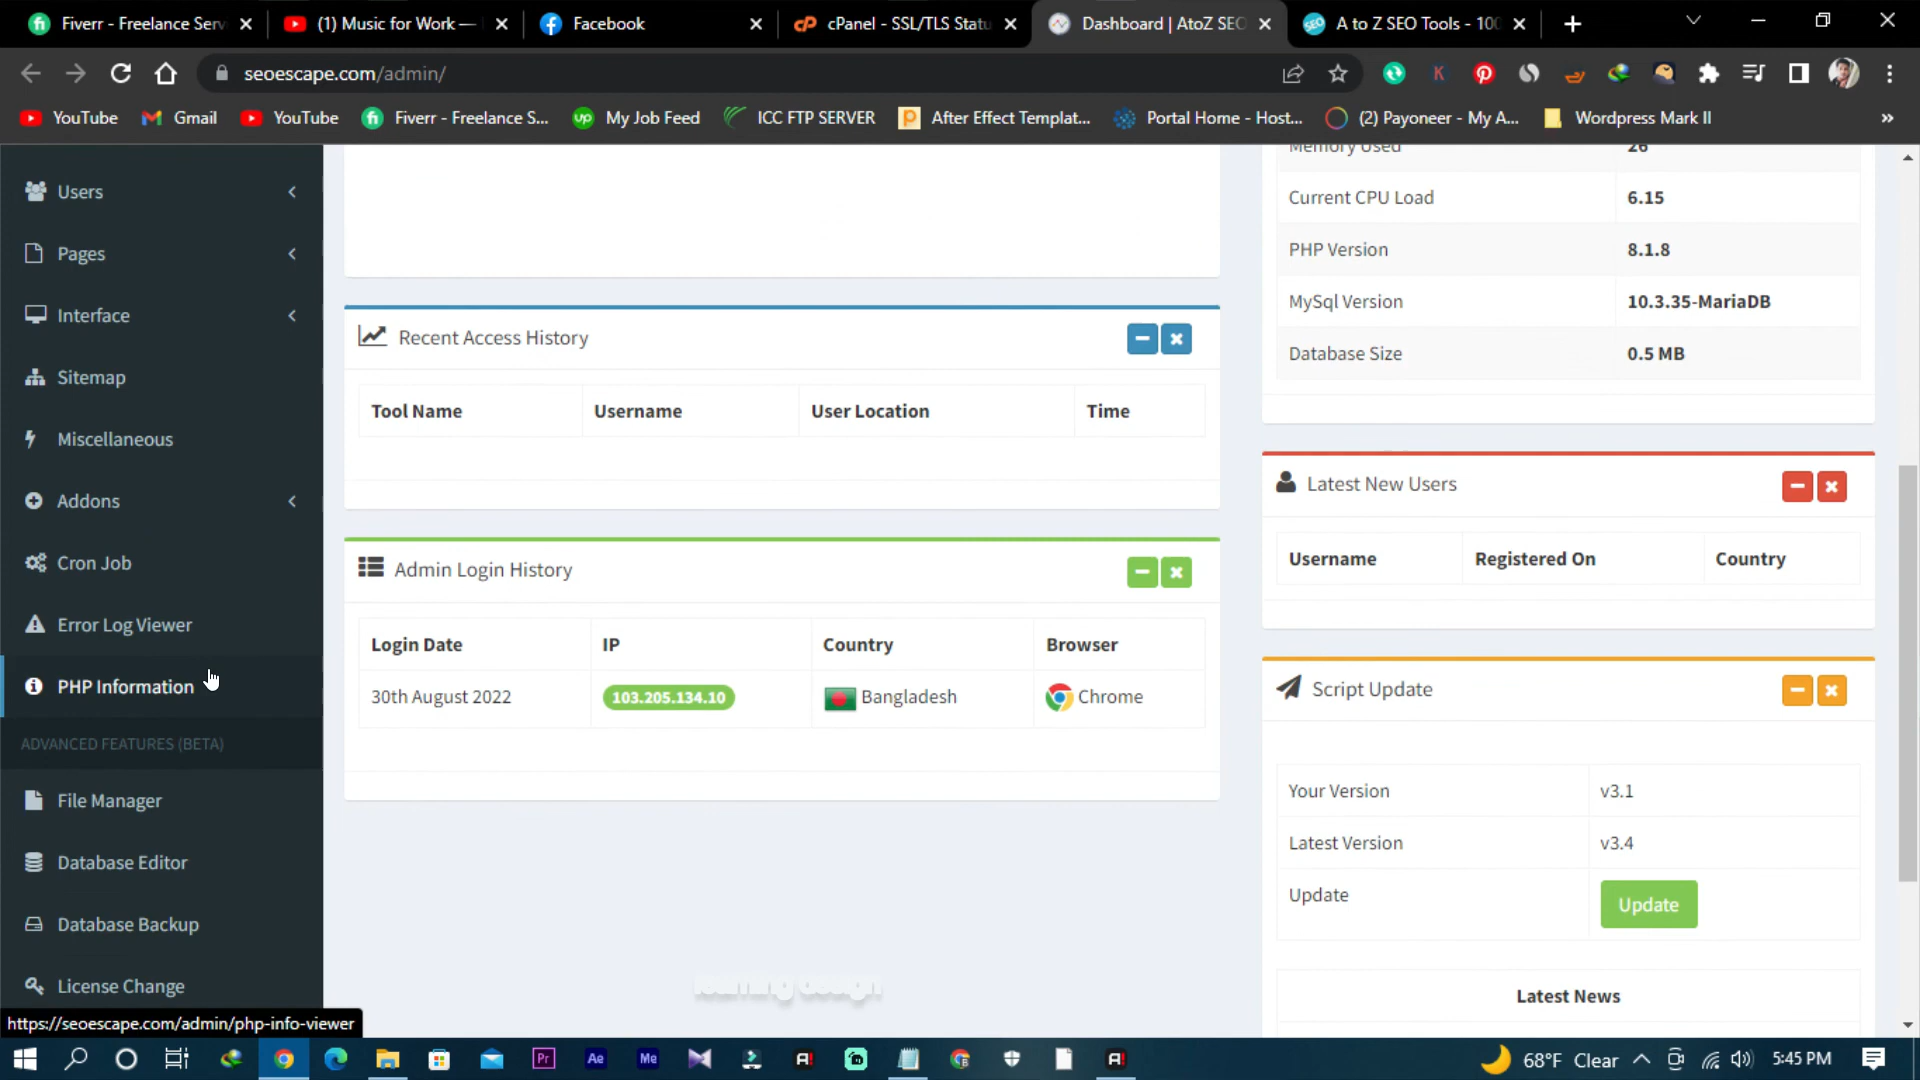 Fiverr - Freelance Serv
(1) Music for Work —
Facebook
cPanel - SSL/TLS Statu
Dashboard | AtoZ SEO
A to Z SEO Tools - 100
seoescape.com/admin/
YouTube
Gmail
YouTube
Fiverr - Freelance S...
My Job Feed
ICC FTP SERVER
After Effect Templat...
Portal Home - Host...
(2) Payoneer - My A...
Wordpress Mark II
»
Users
Pages
Interface
Sitemap
Miscellaneous
Addons
Cron Job
Error Log Viewer
PHP Information
ADVANCED FEATURES (BETA)
File Manager
Database Editor
Database Backup
License Change
https://seoescape.com/admin/php-info-viewer
Recent Access History
Tool Name Username User Location Time
Admin Login History
Login Date IP Country Browser
30th August 2022 103.205.134.10 Bangladesh Chrome
learning design
Memory Used 26
Current CPU Load 6.15
PHP Version 8.1.8
MySql Version 10.3.35-MariaDB
Database Size 0.5 MB
Latest New Users
Username Registered On Country
Script Update
Your Version v3.1
Latest Version v3.4
Update Update
Latest News
68°F Clear
5:45 PM